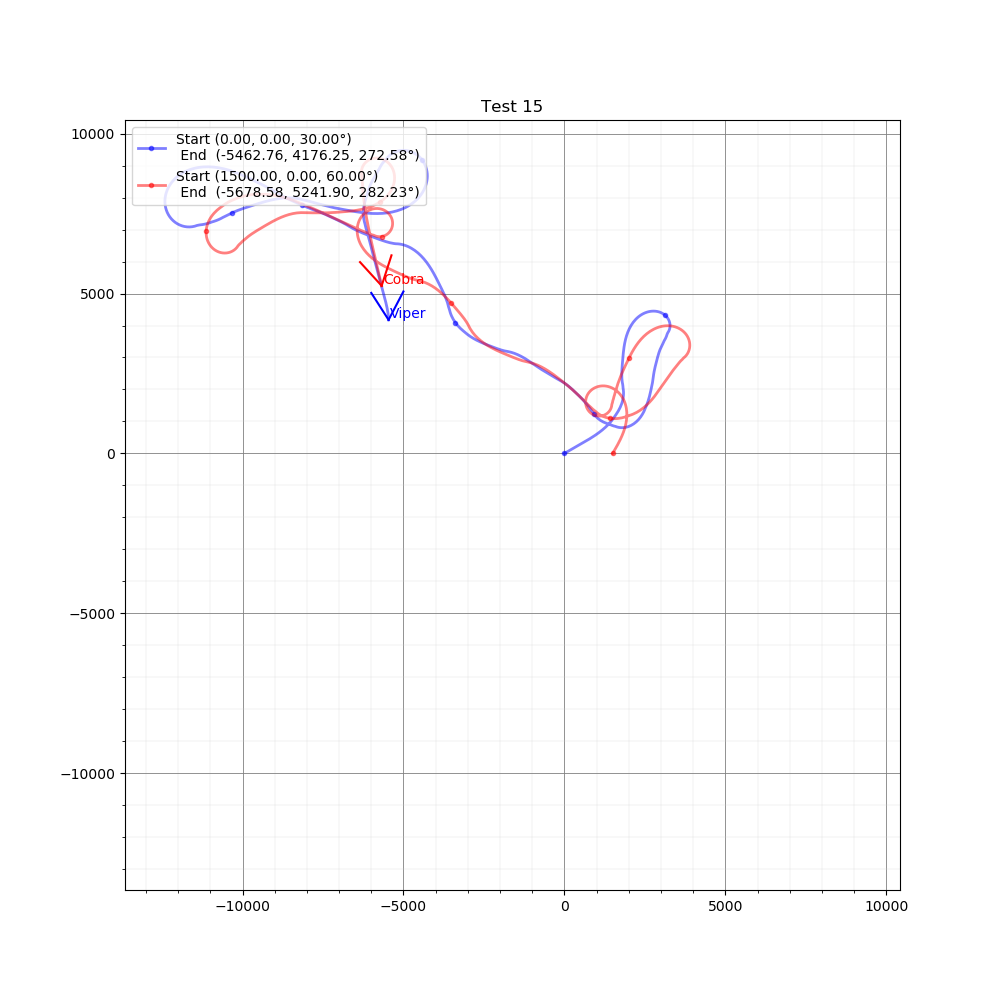 Test 15
Start (0.00, 0.00, 30.00°)
End (-5462.76, 4176.25, 272.58°)
Start (1500.00, 0.00, 60.00°)
End (-5678.58, 5241.90, 282.23°)
10000
5000
0
−5000
−10000
Cobra
Viper
−10000
−5000
0
5000
10000